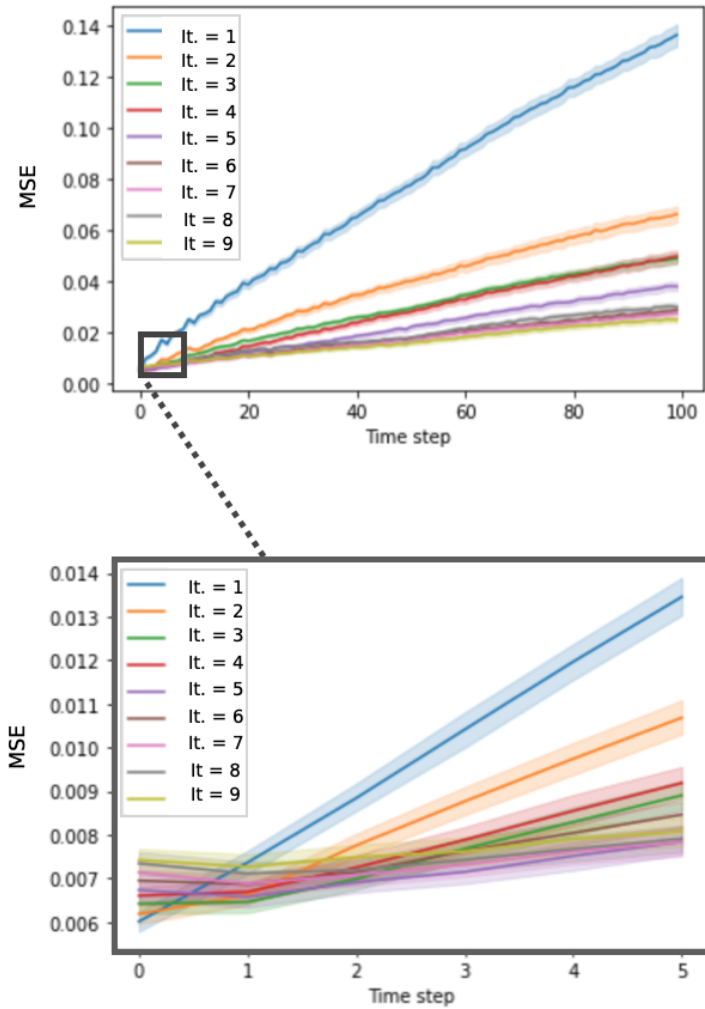 0.14
0.12
0.10
0.08
0.06
0.04
0.02
0.00
MSE
It. = 1
It. = 2
It. = 3
It. = 4
It. = 5
It. = 6
It. = 7
It = 8
It = 9
0 20 40 60 80 100
Time step
0.014
0.013
0.012
0.011
0.010
0.009
0.008
0.007
0.006
MSE
It. = 1
It. = 2
It. = 3
It. = 4
It. = 5
It. = 6
It. = 7
It = 8
It = 9
0 1 2 3 4 5
Time step